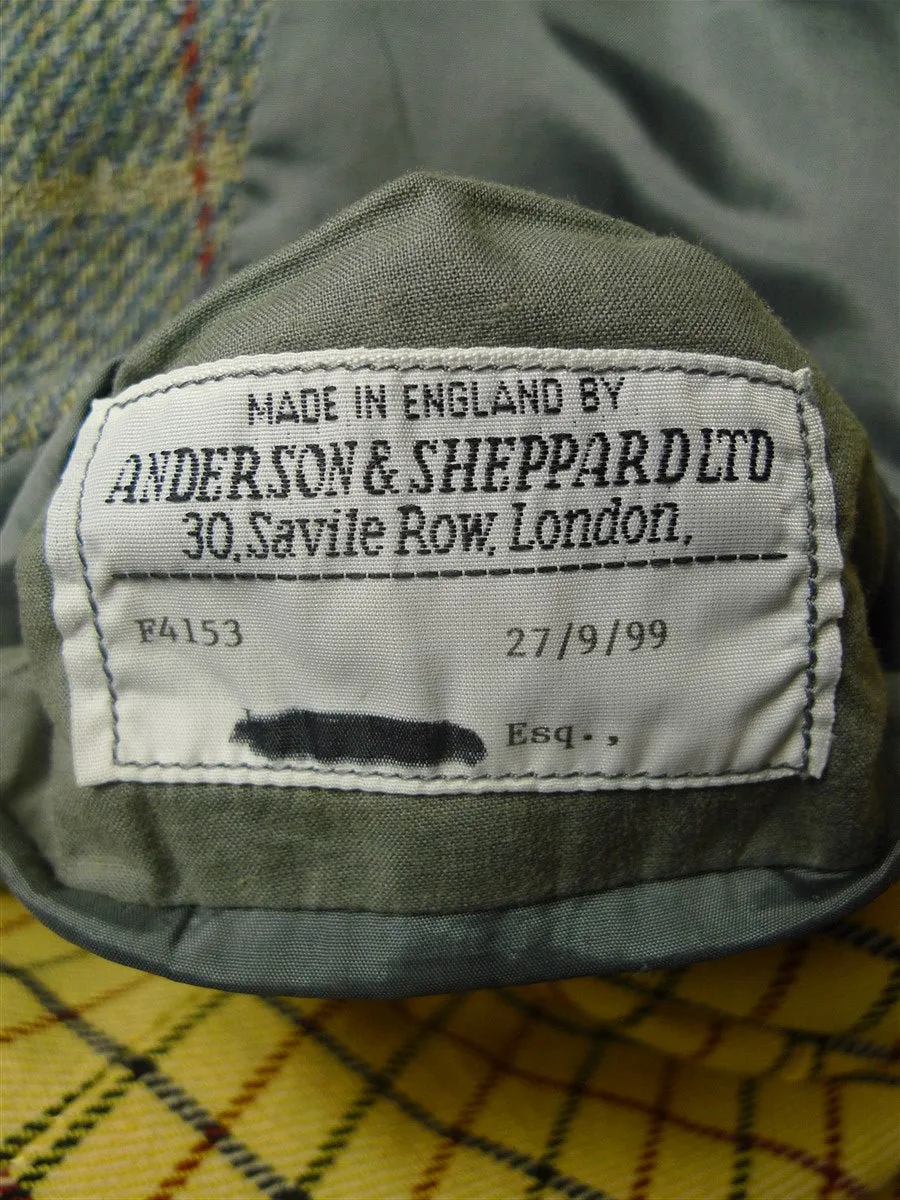 MADE IN ENGLAND BY
ANDERSON & SHEPPARD LTD
30, Savile Row, London,
F4153 27/9/99
Esq.,